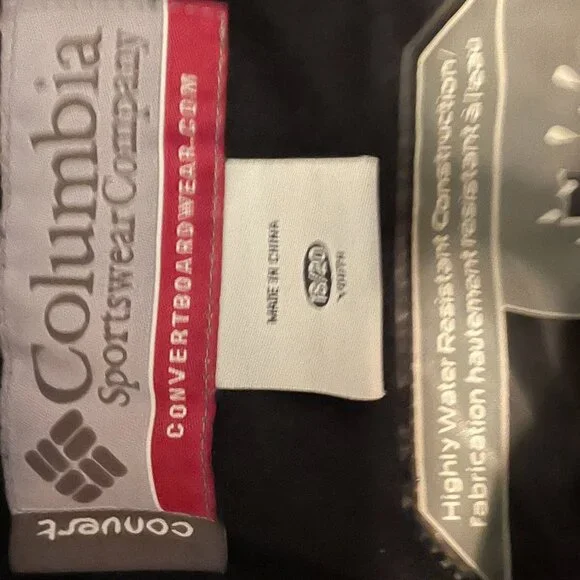 Columbia
Sportswear Company
CONVERTBOARDWEAR.COM
convert
MADE IN CHINA
18/20
YOUTH
Highly Water Resistant Construction/
Fabrication hautement resistant à l'eau